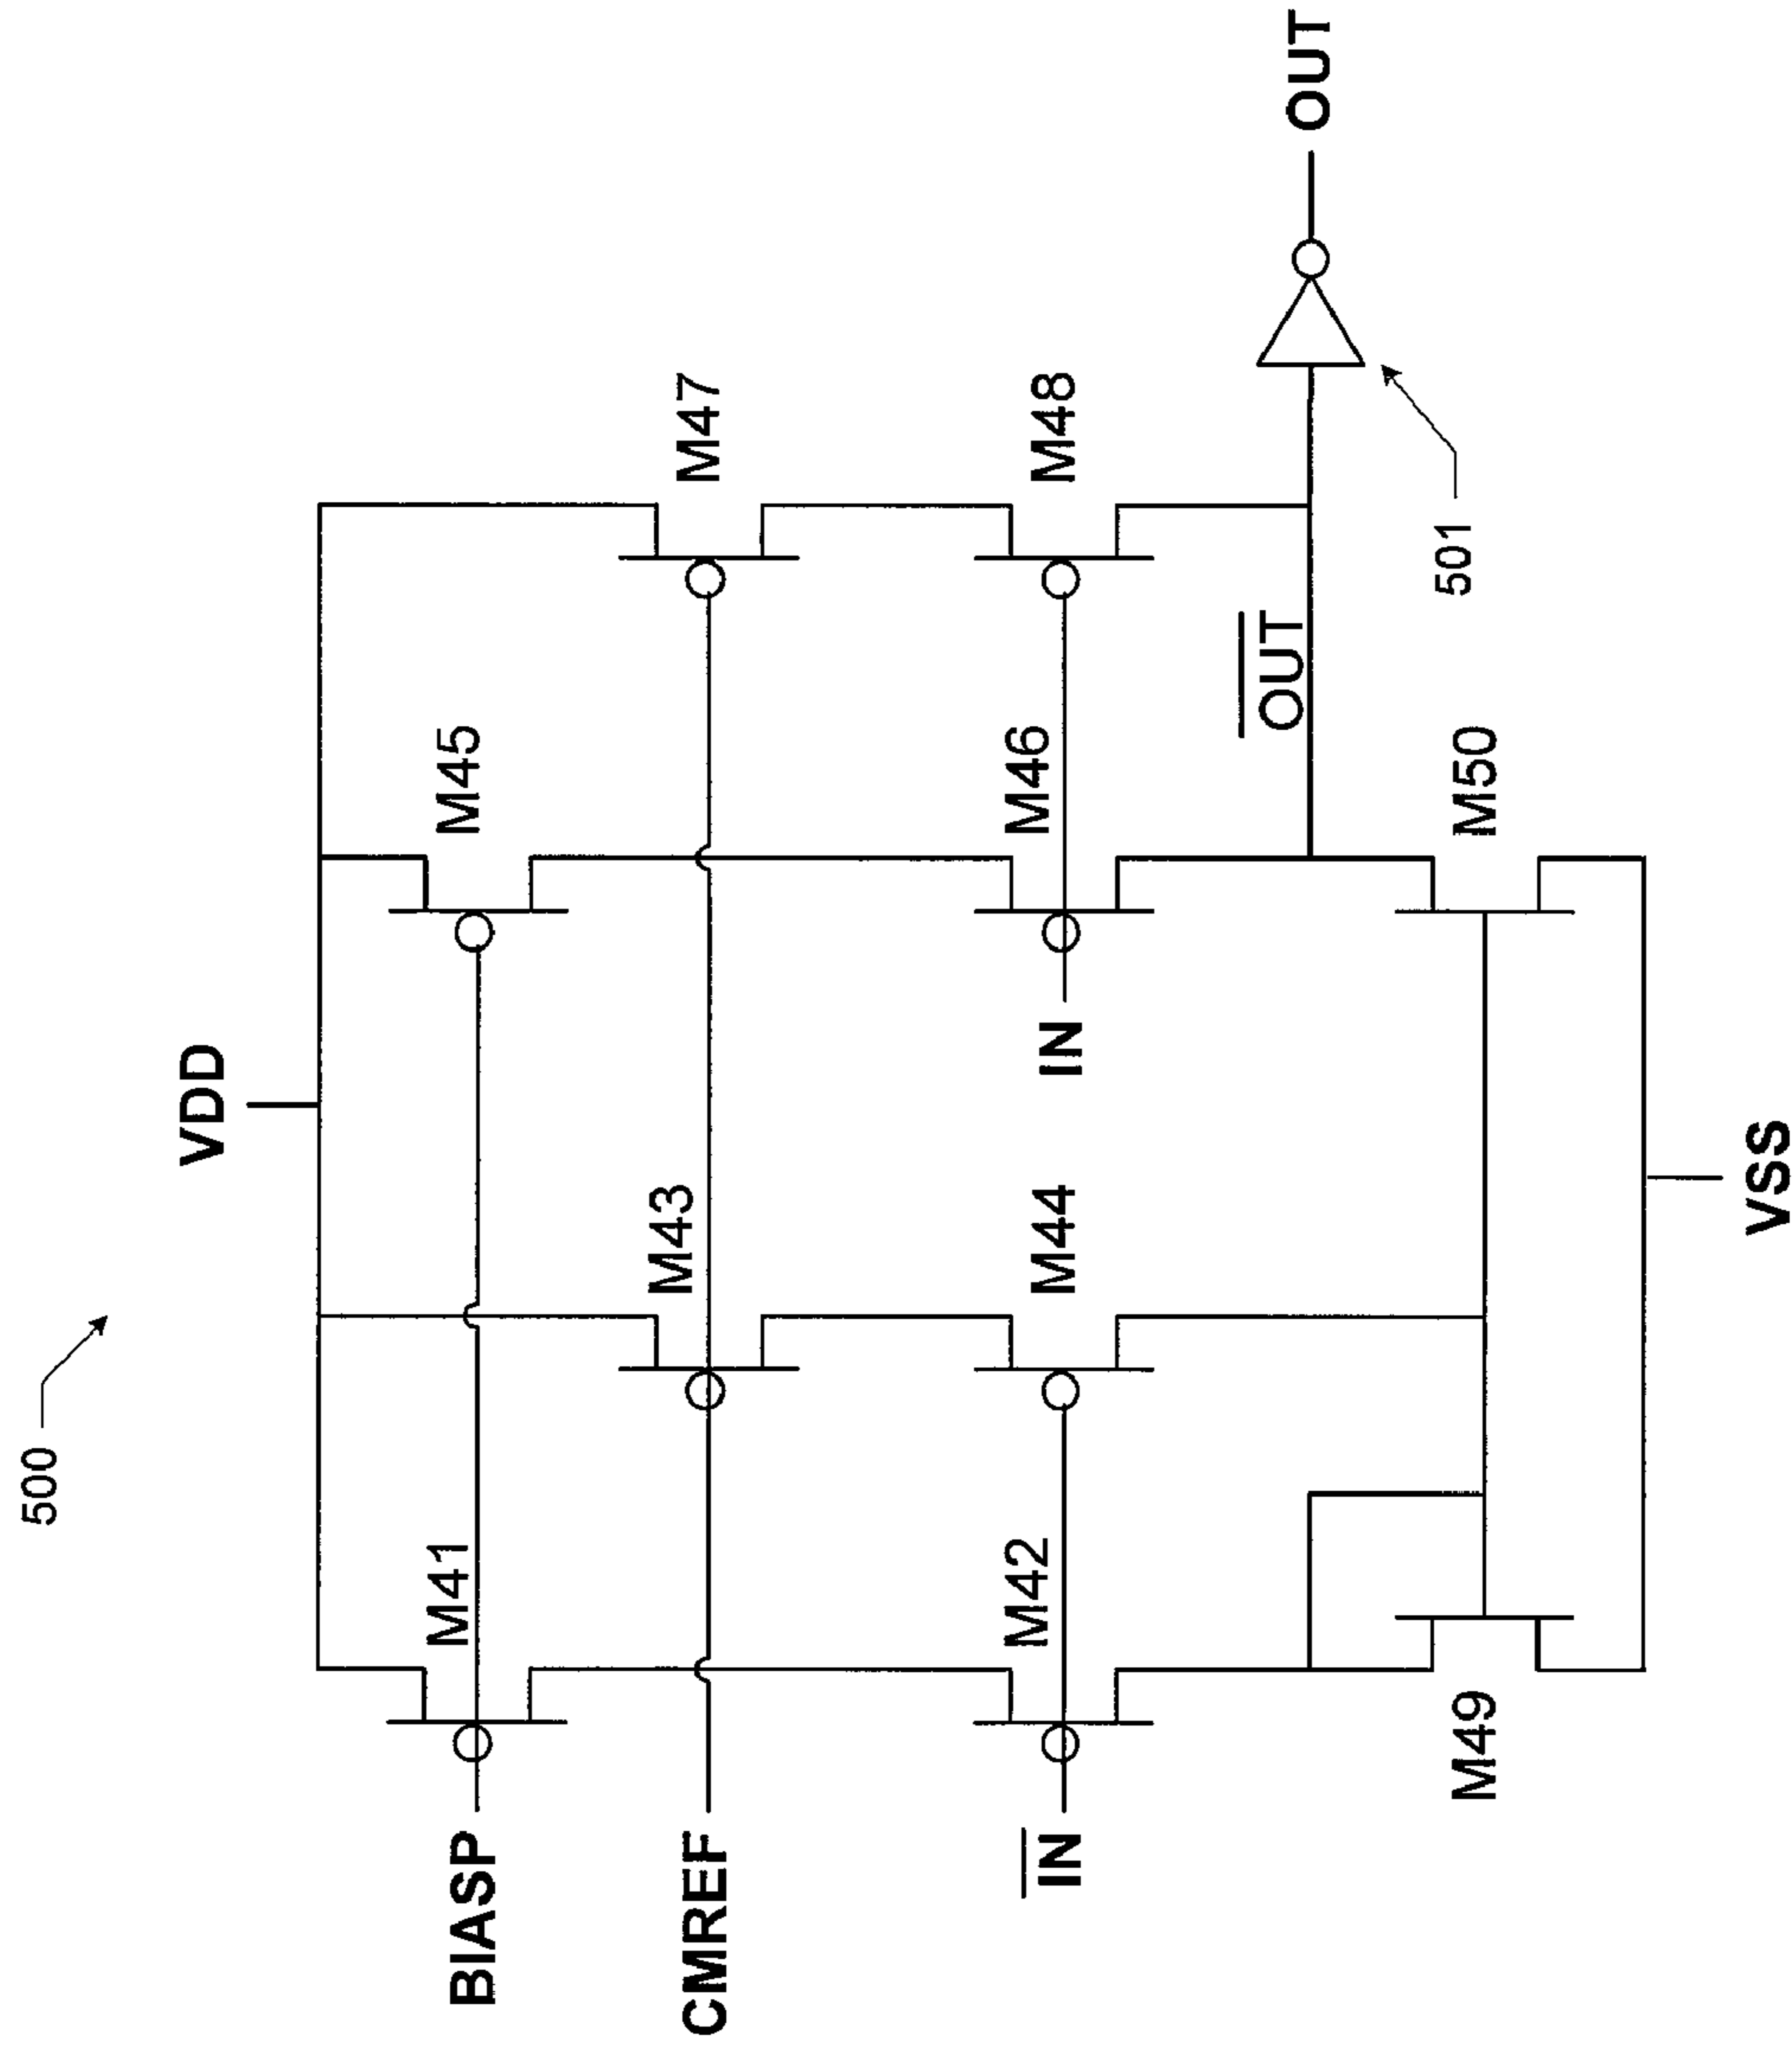 500
VDD
BIASP
M41
M45
CMREF
M43
M47
IN
M42
M44
IN
M46
M48
OUT
OUT
501
M49
M50
VSS